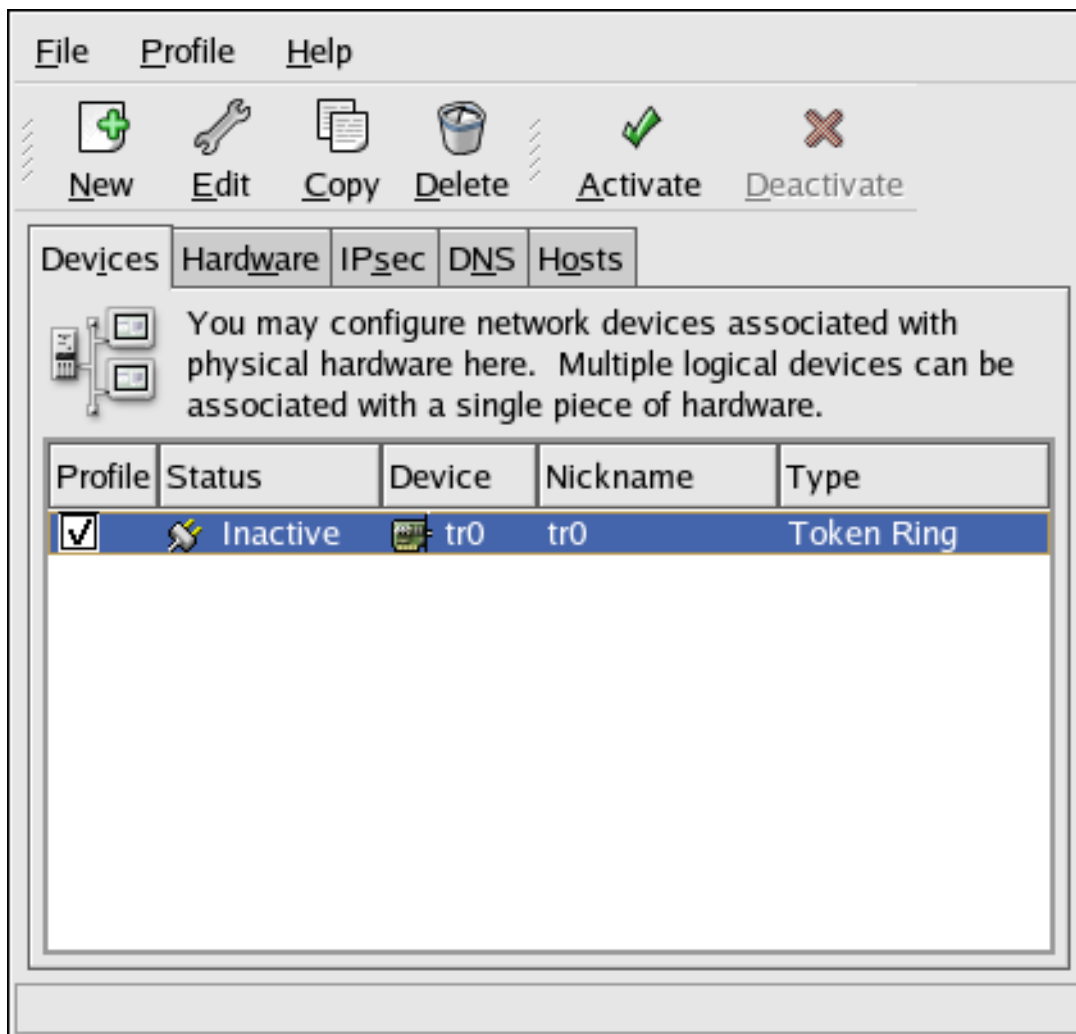 File Profile Help
New Edit Copy Delete Activate Deactivate
Devices Hardware IPsec DNS Hosts
You may configure network devices associated with
physical hardware here.  Multiple logical devices can be
associated with a single piece of hardware.
Profile Status Device Nickname Type
Inactive tr0 tr0 Token Ring